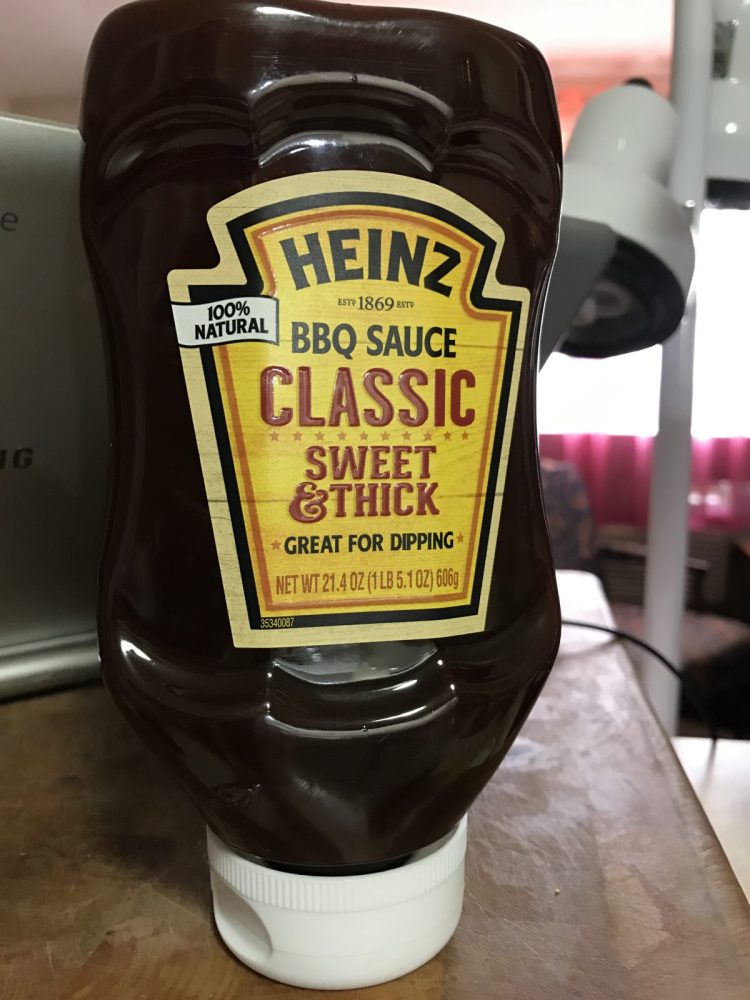 HEINZ
ESTD 1869 ESTD
100%
NATURAL
BBQ SAUCE
CLASSIC
SWEET
&THICK
GREAT FOR DIPPING
NET WT 21.4 OZ (1 LB 5.1 OZ) 606g
35340087
e
NG